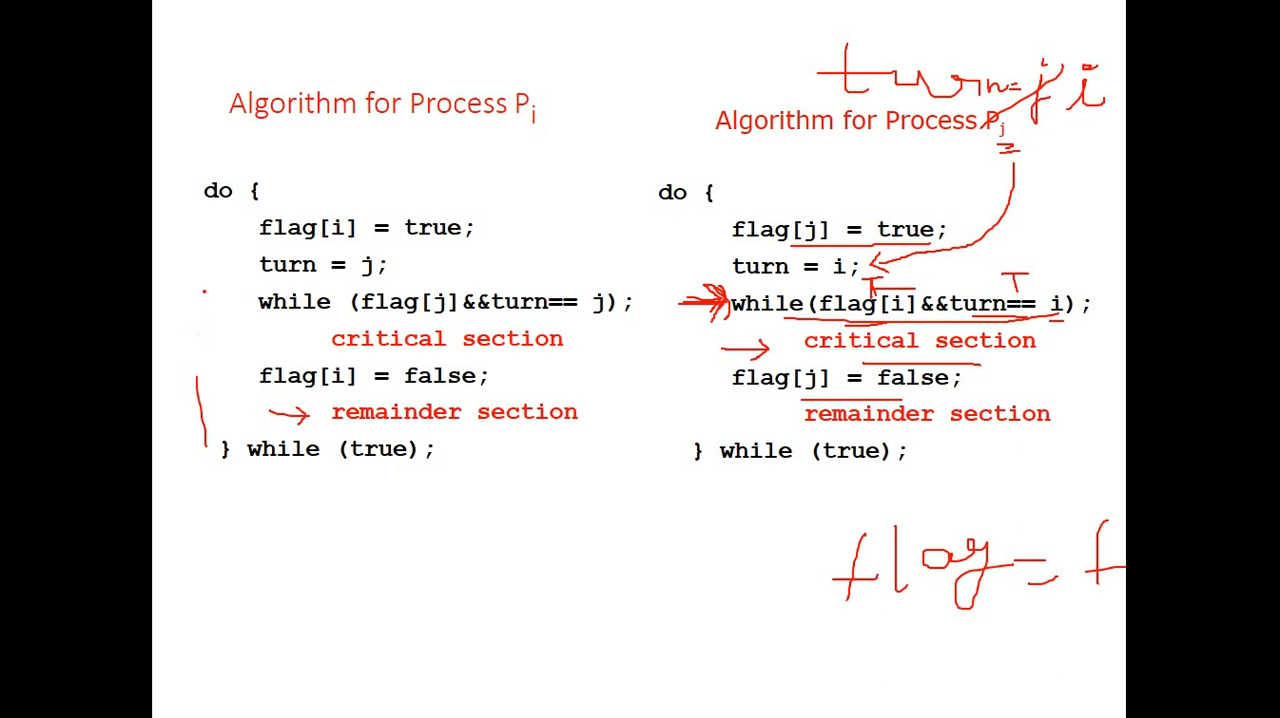 turn = j i
Algorithm for Process Pi
do {
flag[i] = true;
turn = j;
while (flag[j]&&turn== j);
critical section
flag[i] = false;
remainder section
} while (true);
Algorithm for Process Pj
do {
flag[j] = true;
turn = i;
T T
while(flag[i]&&turn== i);
critical section
flag[j] = false;
remainder section
} while (true);
flag = f